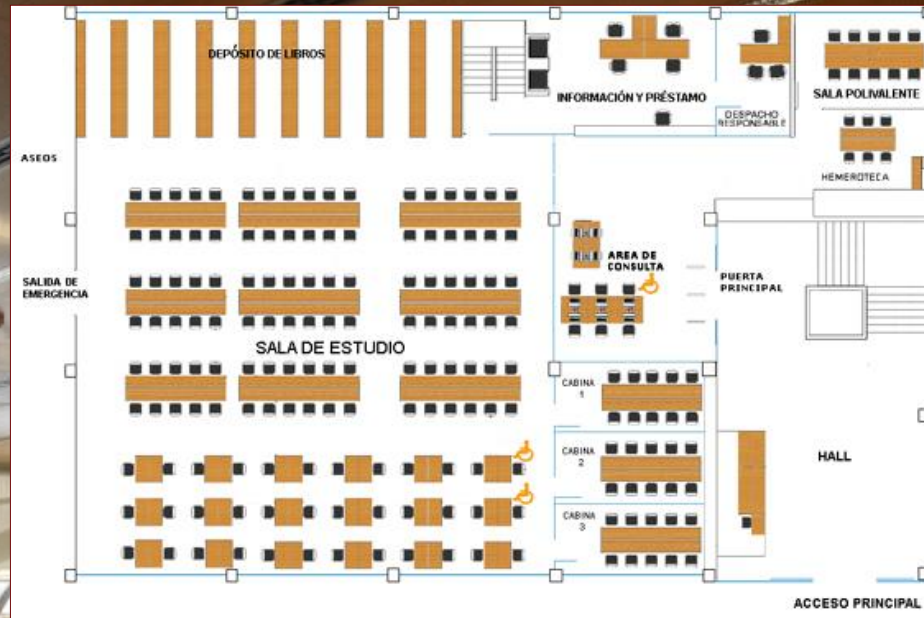 DEPÓSITO DE LIBROS
INFORMACIÓN Y PRÉSTAMO
DESPACHO
RESPONSABLE
SALA POLIVALENTE
HEMEROTECA
ASEOS
SALIDA DE
EMERGENCIA
AREA DE
CONSULTA
PUERTA
PRINCIPAL
SALA DE ESTUDIO
CABINA
1
CABINA
2
CABINA
3
HALL
ACCESO PRINCIPAL